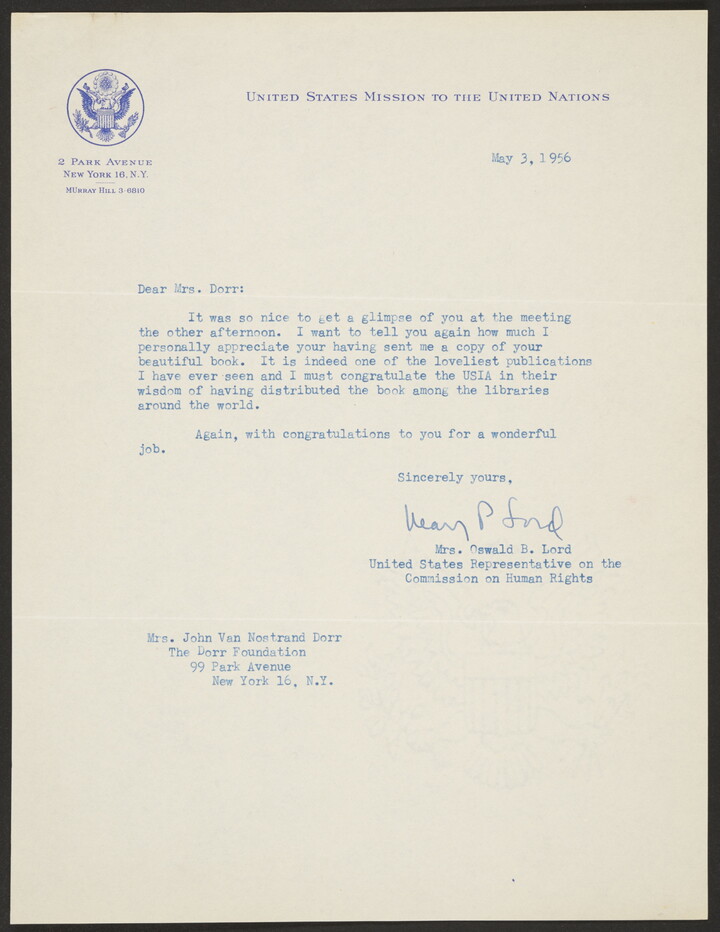 UNITED STATES MISSION TO THE UNITED NATIONS
2 PARK AVENUE
NEW YORK 16, N.Y.
MURRAY HILL 3-6810
May 3, 1956
Dear Mrs. Dorr:
It was so nice to get a glimpse of you at the meeting
the other afternoon. I want to tell you again how much I
personally appreciate your having sent me a copy of your
beautiful book. It is indeed one of the loveliest publications
I have ever seen and I must congratulate the USIA in their
wisdom of having distributed the book among the libraries
around the world.
Again, with congratulations to you for a wonderful
job.
Sincerely yours,
Mary P Lord
Mrs. Oswald B. Lord
United States Representative on the
Commission on Human Rights
Mrs. John Van Nostrand Dorr
The Dorr Foundation
99 Park Avenue
New York 16, N.Y.